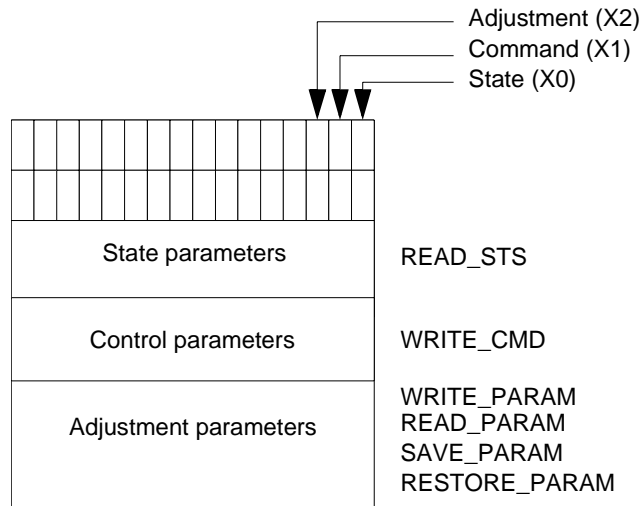 Adjustment (X2)
Command (X1)
State (X0)
State parameters
READ_STS
Control parameters
WRITE_CMD
Adjustment parameters
WRITE_PARAM
READ_PARAM
SAVE_PARAM
RESTORE_PARAM